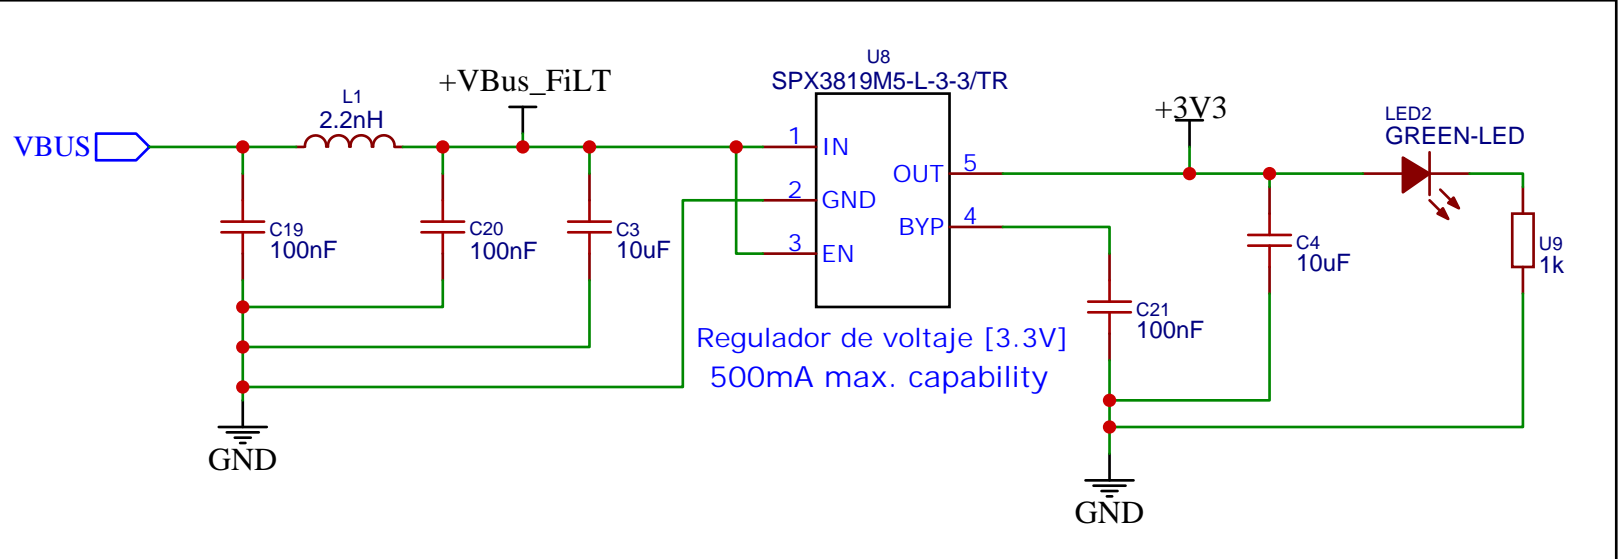 U8
SPX3819M5-L-3-3/TR
+VBus_FiLT
L1
2.2nH
VBUS
1
IN
2
GND
3
EN
OUT
5
BYP
4
+3V3
LED2
GREEN-LED
C19
100nF
C20
100nF
C3
10uF
C4
10uF
U9
1k
C21
100nF
Regulador de voltaje [3.3V]
500mA max. capability
GND
GND